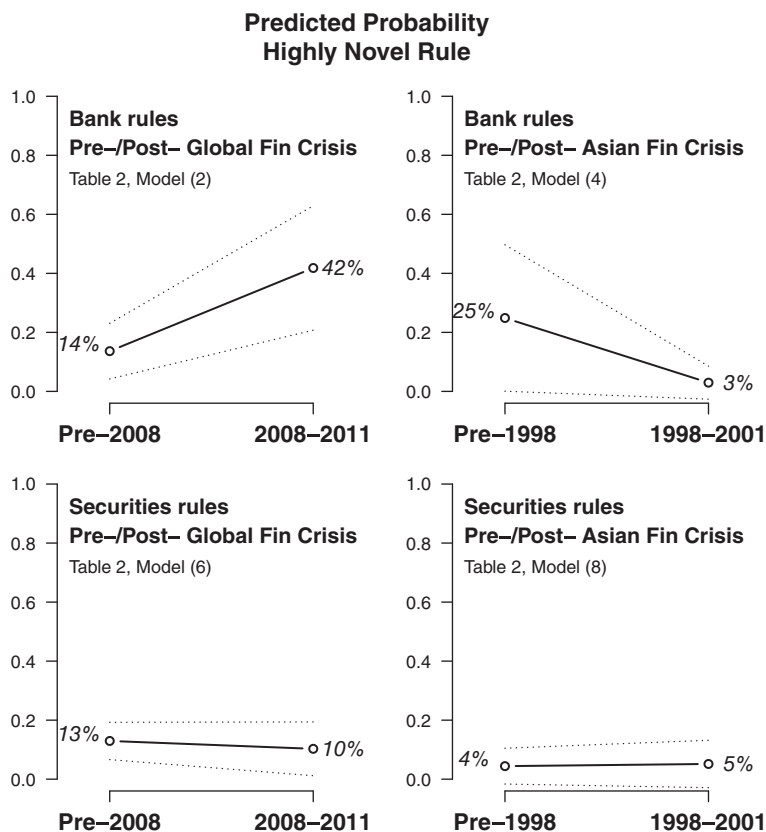 Predicted Probability
Highly Novel Rule
1.0
0.8
0.6
0.4
0.2
0.0
Bank rules
Pre–/Post– Global Fin Crisis
Table 2, Model (2)
14%
42%
Pre–2008 2008–2011
1.0
0.8
0.6
0.4
0.2
0.0
Bank rules
Pre–/Post– Asian Fin Crisis
Table 2, Model (4)
25%
3%
Pre–1998 1998–2001
1.0
0.8
0.6
0.4
0.2
0.0
Securities rules
Pre–/Post– Global Fin Crisis
Table 2, Model (6)
13%
10%
Pre–2008 2008–2011
1.0
0.8
0.6
0.4
0.2
0.0
Securities rules
Pre–/Post– Asian Fin Crisis
Table 2, Model (8)
4%
5%
Pre–1998 1998–2001